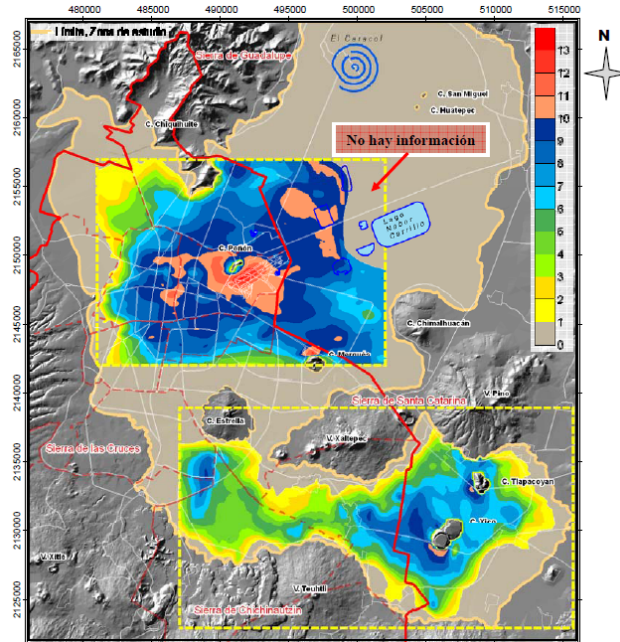 480000 485000 490000 495000 500000 505000 510000 515000
Límite, Zona de estudio
N
2165000
2160000
2155000
2150000
2145000
2140000
2135000
2130000
2125000
13
12
11
10
9
8
7
6
5
4
3
2
1
0
Sierra de Guadalupe
El Caracol
C. San Miguel
C. Huatepec
C. Chiquihuite
No hay información
Lago
Nabor
Carrillo
C. Peñón
C. Chimalhuacán
C. Marqués
V. Pino
Sierra de Santa Catarina
C. Estrella
V. Xaltepec
Sierra de las Cruces
C. Tlapacoyan
C. Xico
V. Xitle
V. Teuhtli
Sierra de Chichinautzin